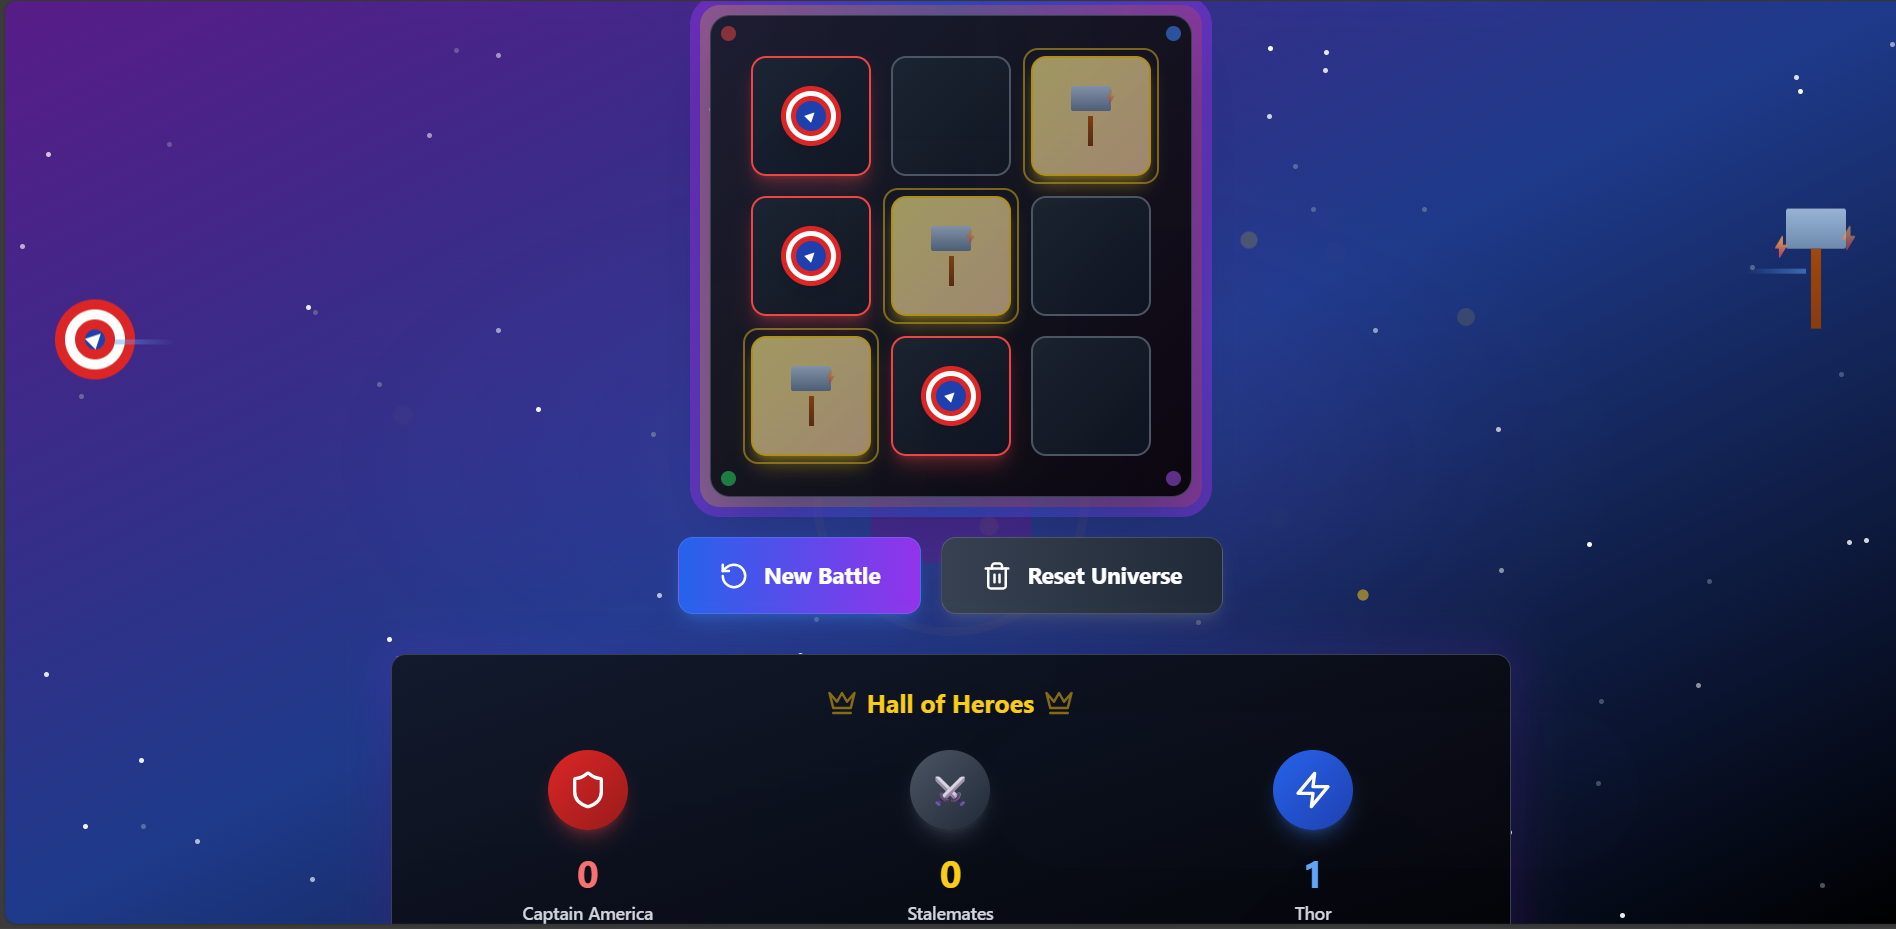 New Battle
Reset Universe
Hall of Heroes
0
0
1
Captain America
Stalemates
Thor